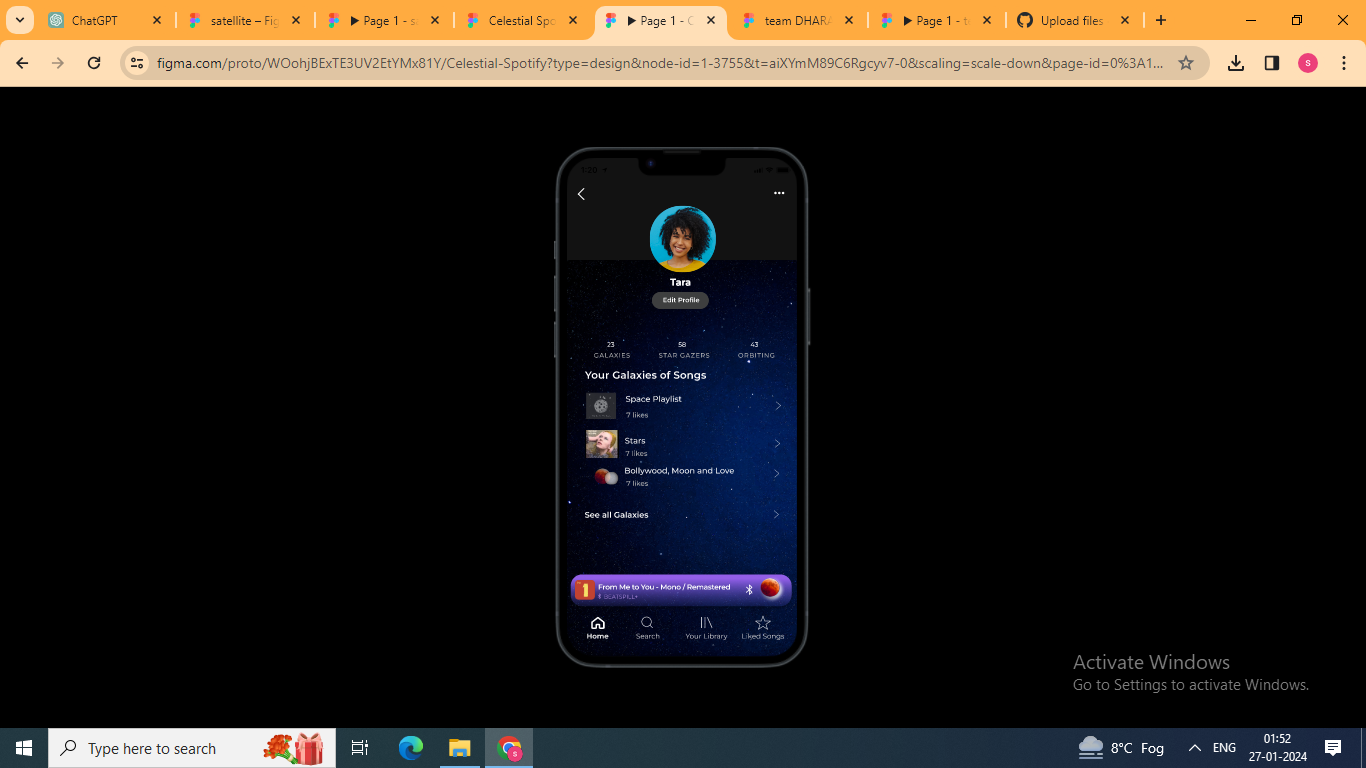 ChatGPT
satellite – Fig
Page 1 - s
Celestial Spo
Page 1 - C
team DHARA
Page 1 - t
Upload files
figma.com/proto/WOohjBExTE3UV2EtYMx81Y/Celestial-Spotify?type=design&node-id=1-3755&t=aiXYmM89C6Rgcyv7-0&scaling=scale-down&page-id=0%3A1...
S
1:20
Tara
Edit Profile
23 58 43
GALAXIES STAR GAZERS ORBITING
Your Galaxies of Songs
Space Playlist
7 likes
Stars
7 likes
Bollywood, Moon and Love
7 likes
See all Galaxies
1
From Me to You - Mono / Remastered
BEATSPILL+
Home Search Your Library Liked Songs
Activate Windows
Go to Settings to activate Windows.
Type here to search
S
8°C Fog
ENG
01:52
27-01-2024